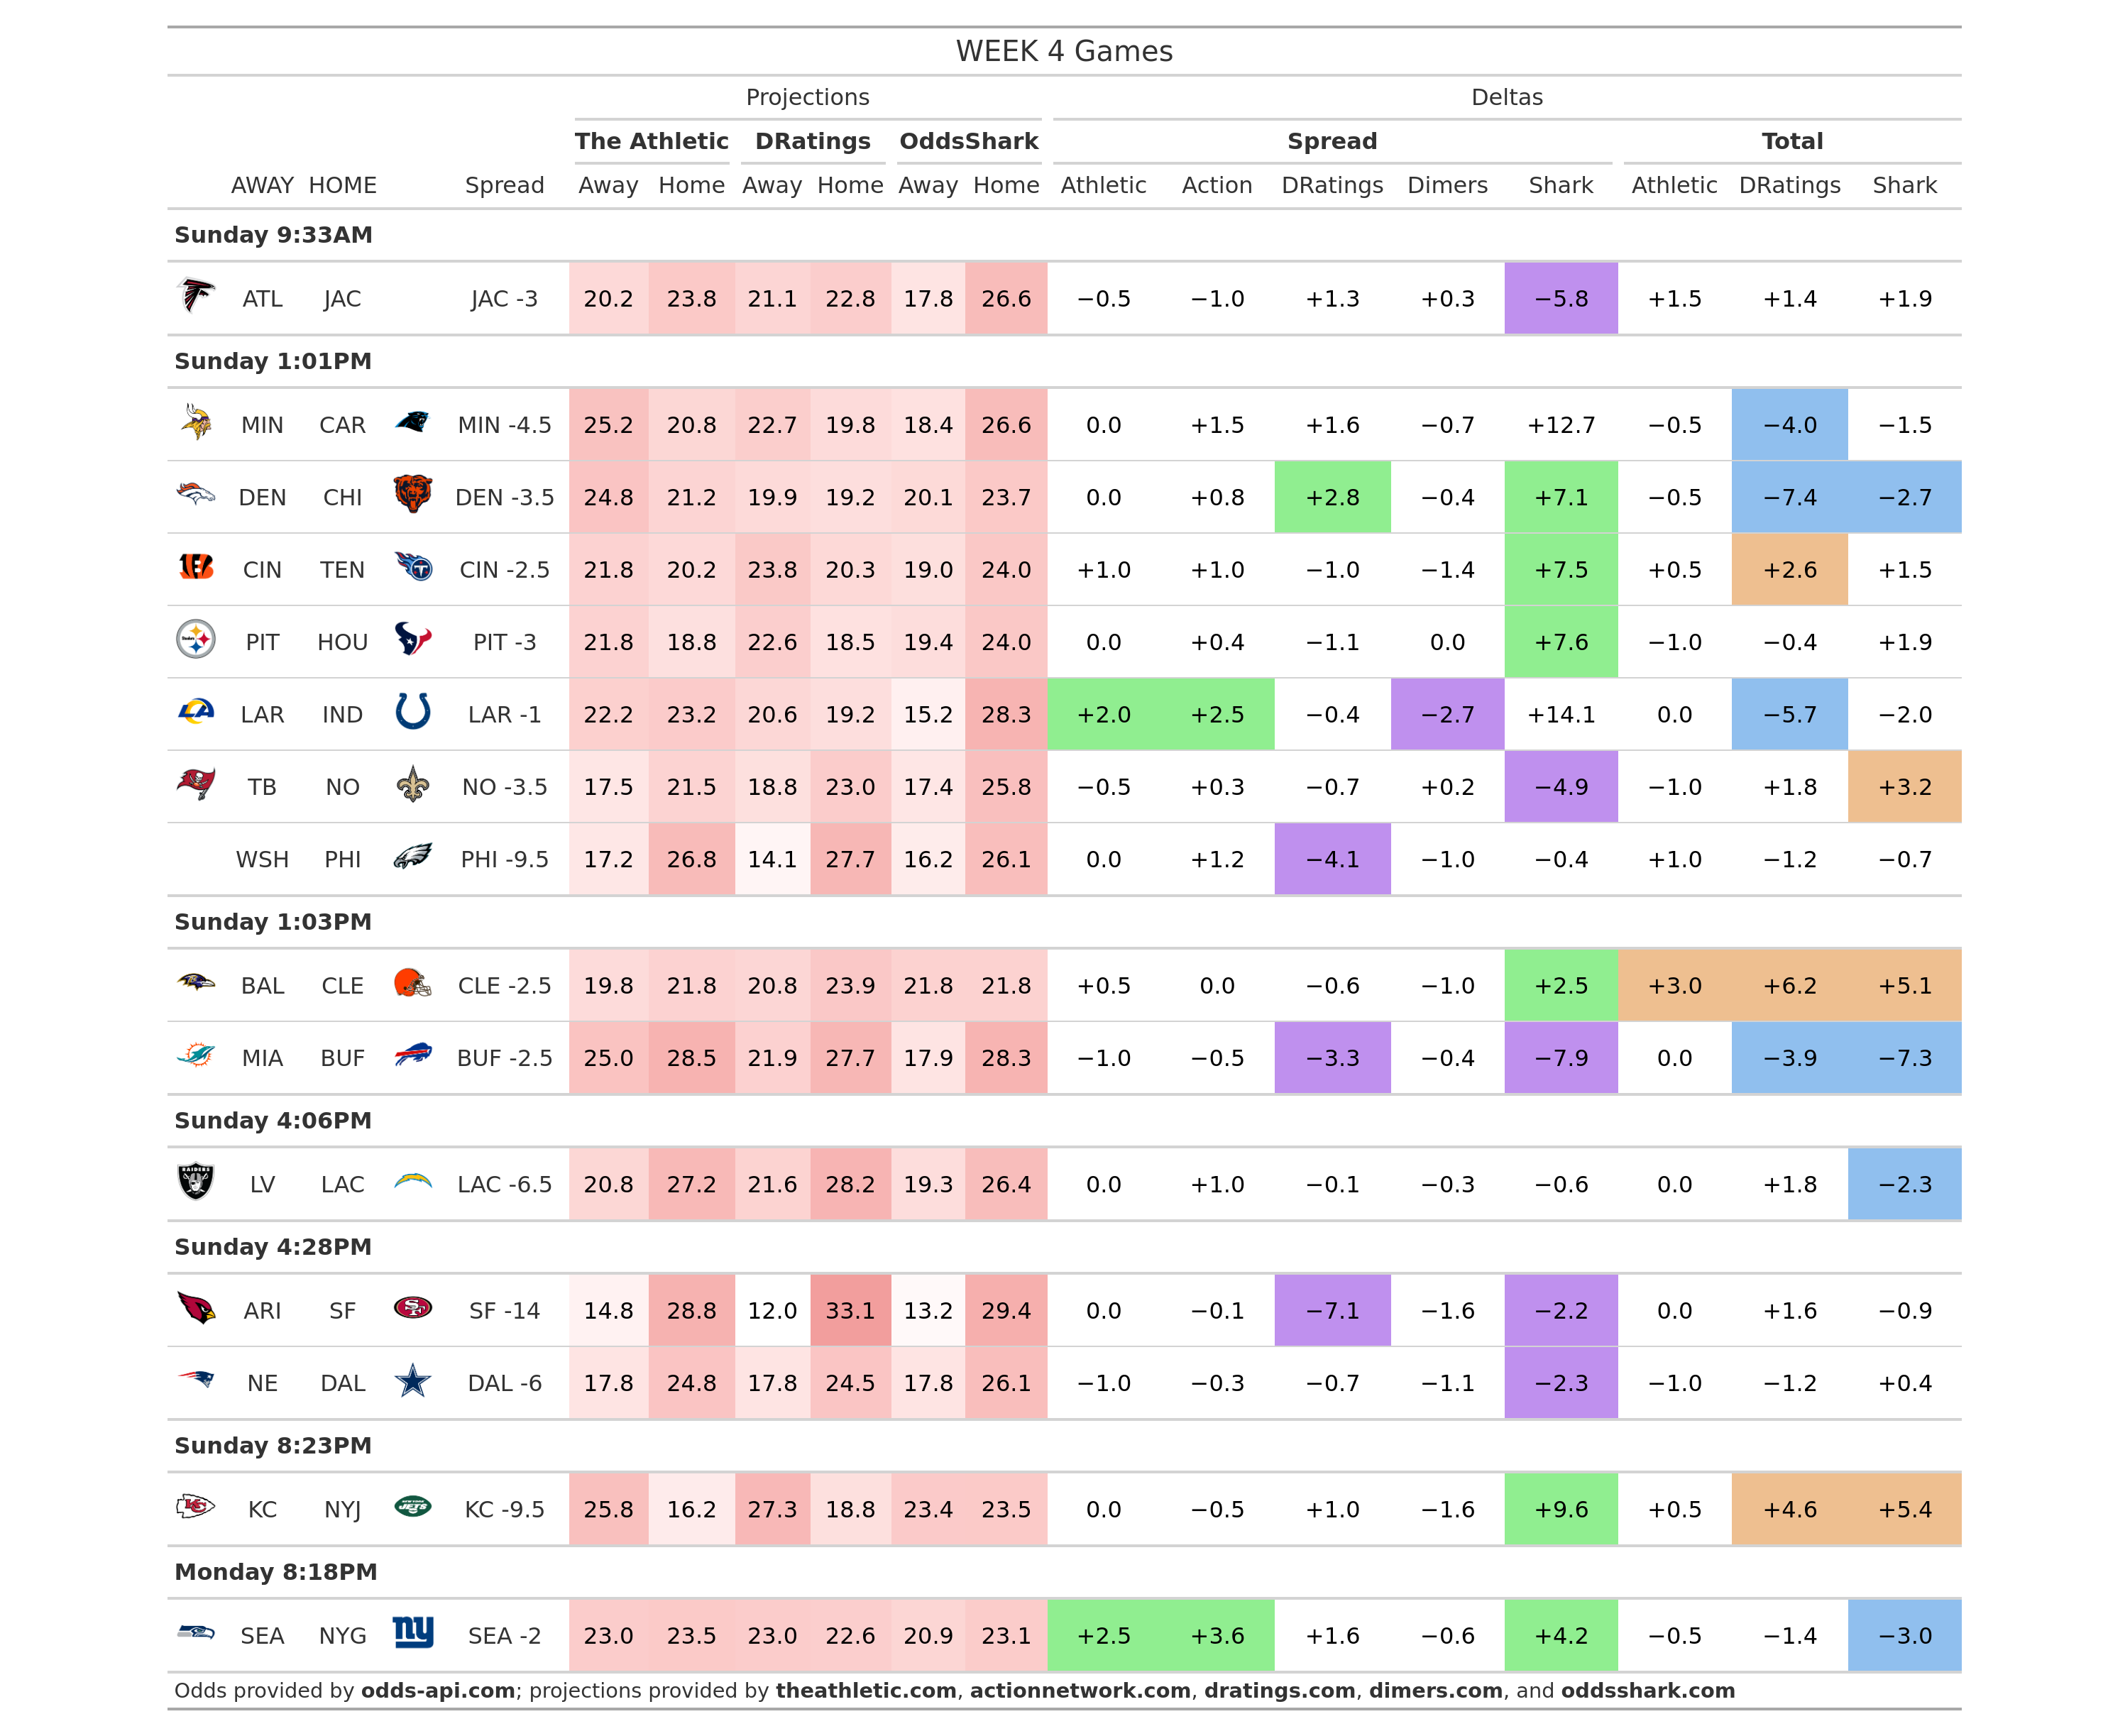 WEEK 4 Games
Projections Deltas
The Athletic DRatings OddsShark Spread Total
AWAY HOME Spread Away Home Away Home Away Home Athletic Action DRatings Dimers Shark Athletic DRatings Shark
Sunday 9:33AM
ATL JAC JAC -3 20.2 23.8 21.1 22.8 17.8 26.6 −0.5 −1.0 +1.3 +0.3 −5.8 +1.5 +1.4 +1.9
Sunday 1:01PM
MIN CAR MIN -4.5 25.2 20.8 22.7 19.8 18.4 26.6 0.0 +1.5 +1.6 −0.7 +12.7 −0.5 −4.0 −1.5
DEN CHI DEN -3.5 24.8 21.2 19.9 19.2 20.1 23.7 0.0 +0.8 +2.8 −0.4 +7.1 −0.5 −7.4 −2.7
CIN TEN CIN -2.5 21.8 20.2 23.8 20.3 19.0 24.0 +1.0 +1.0 −1.0 −1.4 +7.5 +0.5 +2.6 +1.5
PIT HOU PIT -3 21.8 18.8 22.6 18.5 19.4 24.0 0.0 +0.4 −1.1 0.0 +7.6 −1.0 −0.4 +1.9
LAR IND LAR -1 22.2 23.2 20.6 19.2 15.2 28.3 +2.0 +2.5 −0.4 −2.7 +14.1 0.0 −5.7 −2.0
TB NO NO -3.5 17.5 21.5 18.8 23.0 17.4 25.8 −0.5 +0.3 −0.7 +0.2 −4.9 −1.0 +1.8 +3.2
WSH PHI PHI -9.5 17.2 26.8 14.1 27.7 16.2 26.1 0.0 +1.2 −4.1 −1.0 −0.4 +1.0 −1.2 −0.7
Sunday 1:03PM
BAL CLE CLE -2.5 19.8 21.8 20.8 23.9 21.8 21.8 +0.5 0.0 −0.6 −1.0 +2.5 +3.0 +6.2 +5.1
MIA BUF BUF -2.5 25.0 28.5 21.9 27.7 17.9 28.3 −1.0 −0.5 −3.3 −0.4 −7.9 0.0 −3.9 −7.3
Sunday 4:06PM
RAIDERS LV LAC LAC -6.5 20.8 27.2 21.6 28.2 19.3 26.4 0.0 +1.0 −0.1 −0.3 −0.6 0.0 +1.8 −2.3
Sunday 4:28PM
ARI SF SF SF -14 14.8 28.8 12.0 33.1 13.2 29.4 0.0 −0.1 −7.1 −1.6 −2.2 0.0 +1.6 −0.9
NE DAL DAL -6 17.8 24.8 17.8 24.5 17.8 26.1 −1.0 −0.3 −0.7 −1.1 −2.3 −1.0 −1.2 +0.4
Sunday 8:23PM
KC KC NYJ JETS KC -9.5 25.8 16.2 27.3 18.8 23.4 23.5 0.0 −0.5 +1.0 −1.6 +9.6 +0.5 +4.6 +5.4
Monday 8:18PM
SEA NYG ny SEA -2 23.0 23.5 23.0 22.6 20.9 23.1 +2.5 +3.6 +1.6 −0.6 +4.2 −0.5 −1.4 −3.0
Odds provided by odds-api.com; projections provided by theathletic.com, actionnetwork.com, dratings.com, dimers.com, and oddsshark.com